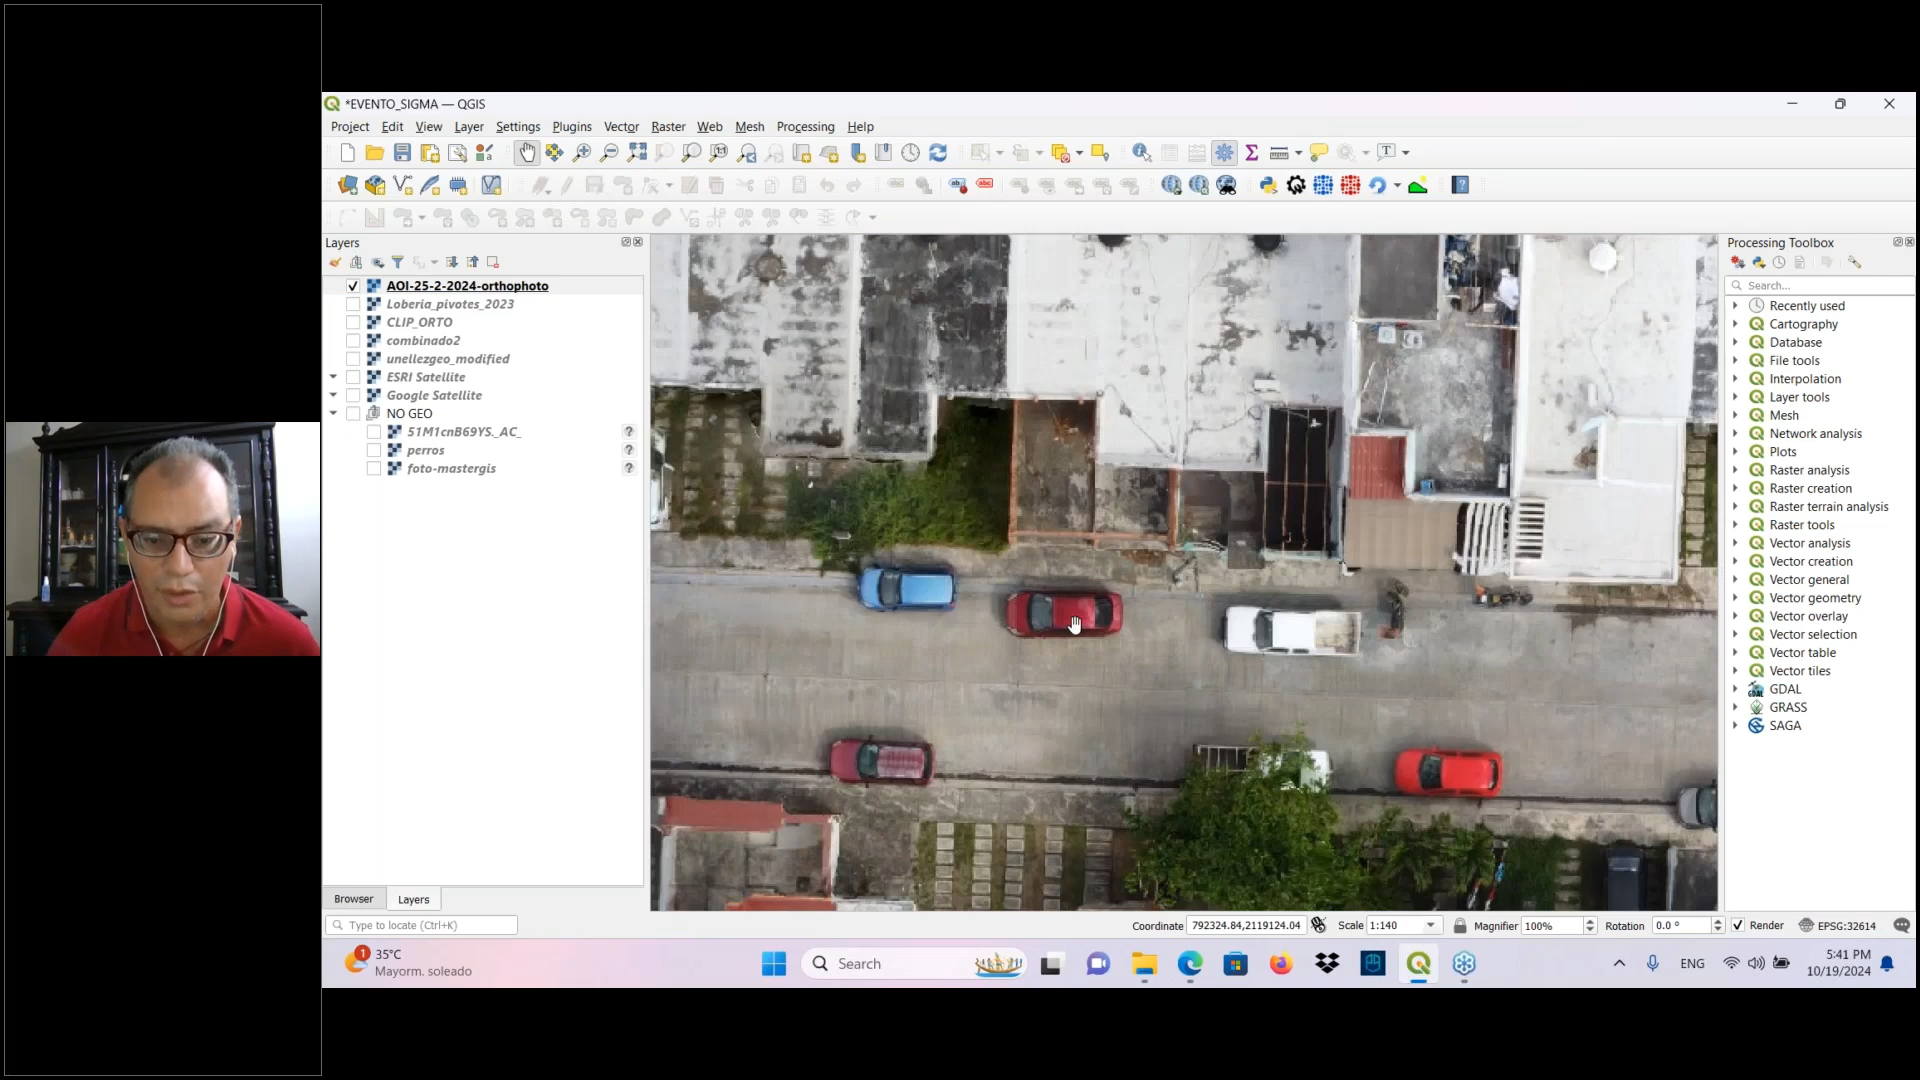 *EVENTO_SIGMA — QGIS
Project Edit View Layer Settings Plugins Vector Raster Web Mesh Processing Help
Layers
AOI-25-2-2024-orthophoto
Loberia_pivotes_2023
CLIP_ORTO
combinado2
unellezgeo_modified
ESRI Satellite
Google Satellite
NO GEO
51M1cnB69YS._AC_ ?
perros ?
foto-mastergis ?
Browser Layers
Processing Toolbox
Search...
Recently used
Cartography
Database
File tools
Interpolation
Layer tools
Mesh
Network analysis
Plots
Raster analysis
Raster creation
Raster terrain analysis
Raster tools
Vector analysis
Vector creation
Vector general
Vector geometry
Vector overlay
Vector selection
Vector table
Vector tiles
GDAL
GRASS
SAGA
Type to locate (Ctrl+K)
Coordinate 792324.84,2119124.04 Scale 1:140 Magnifier 100% Rotation 0.0 ° Render EPSG:32614
1
35°C
Mayorm. soleado
Search
ENG
5:41 PM
10/19/2024